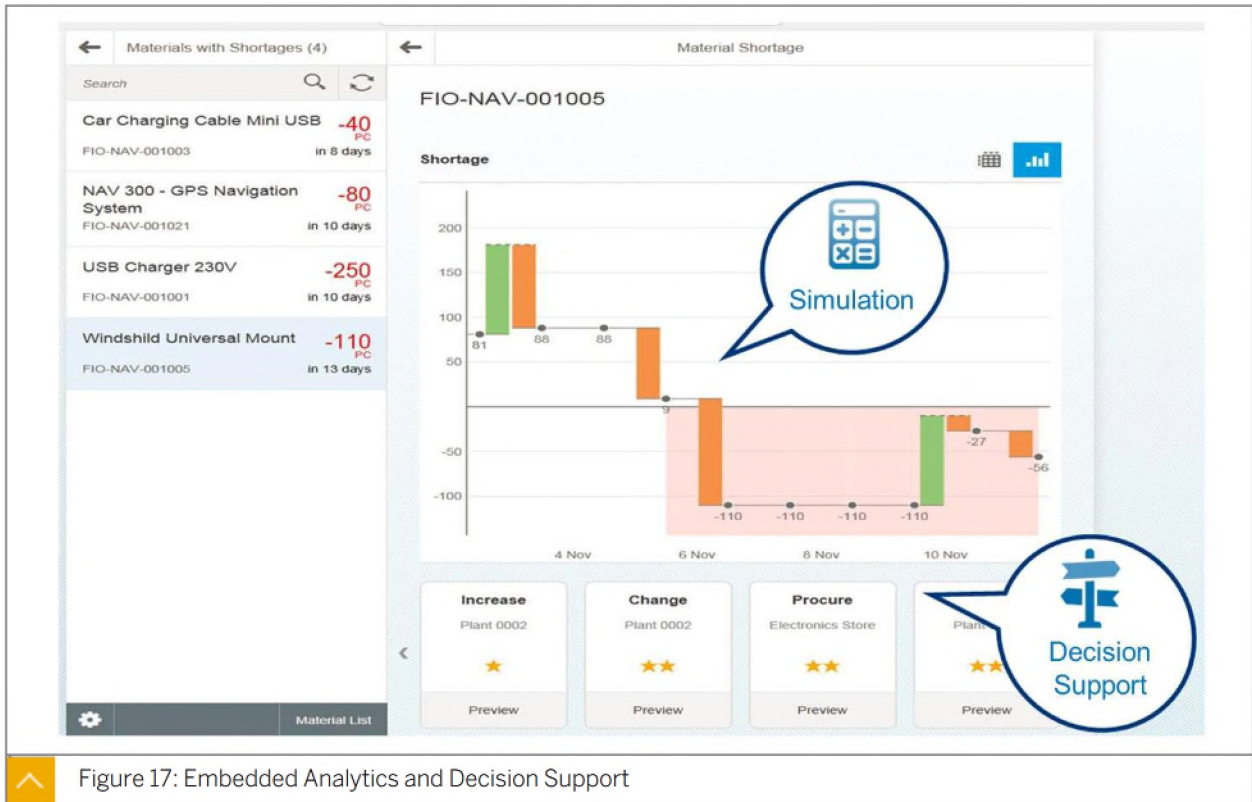 Materials with Shortages (4)
Search
Car Charging Cable Mini USB -40
PC
FIO-NAV-001003 in 8 days
NAV 300 - GPS Navigation
System -80
PC
FIO-NAV-001021 in 10 days
USB Charger 230V -250
PC
FIO-NAV-001001 in 10 days
Windshild Universal Mount -110
PC
FIO-NAV-001005 in 13 days
Material List
Material Shortage
FIO-NAV-001005
Shortage
200
150
100
50
-50
-100
81
88
88
9
-110
-110
-110
-110
-27
-56
4 Nov 6 Nov 8 Nov 10 Nov
Simulation
Increase
Plant 0002
Preview
Change
Plant 0002
Preview
Procure
Electronics Store
Preview
Preview
Decision
Support
Figure 17: Embedded Analytics and Decision Support